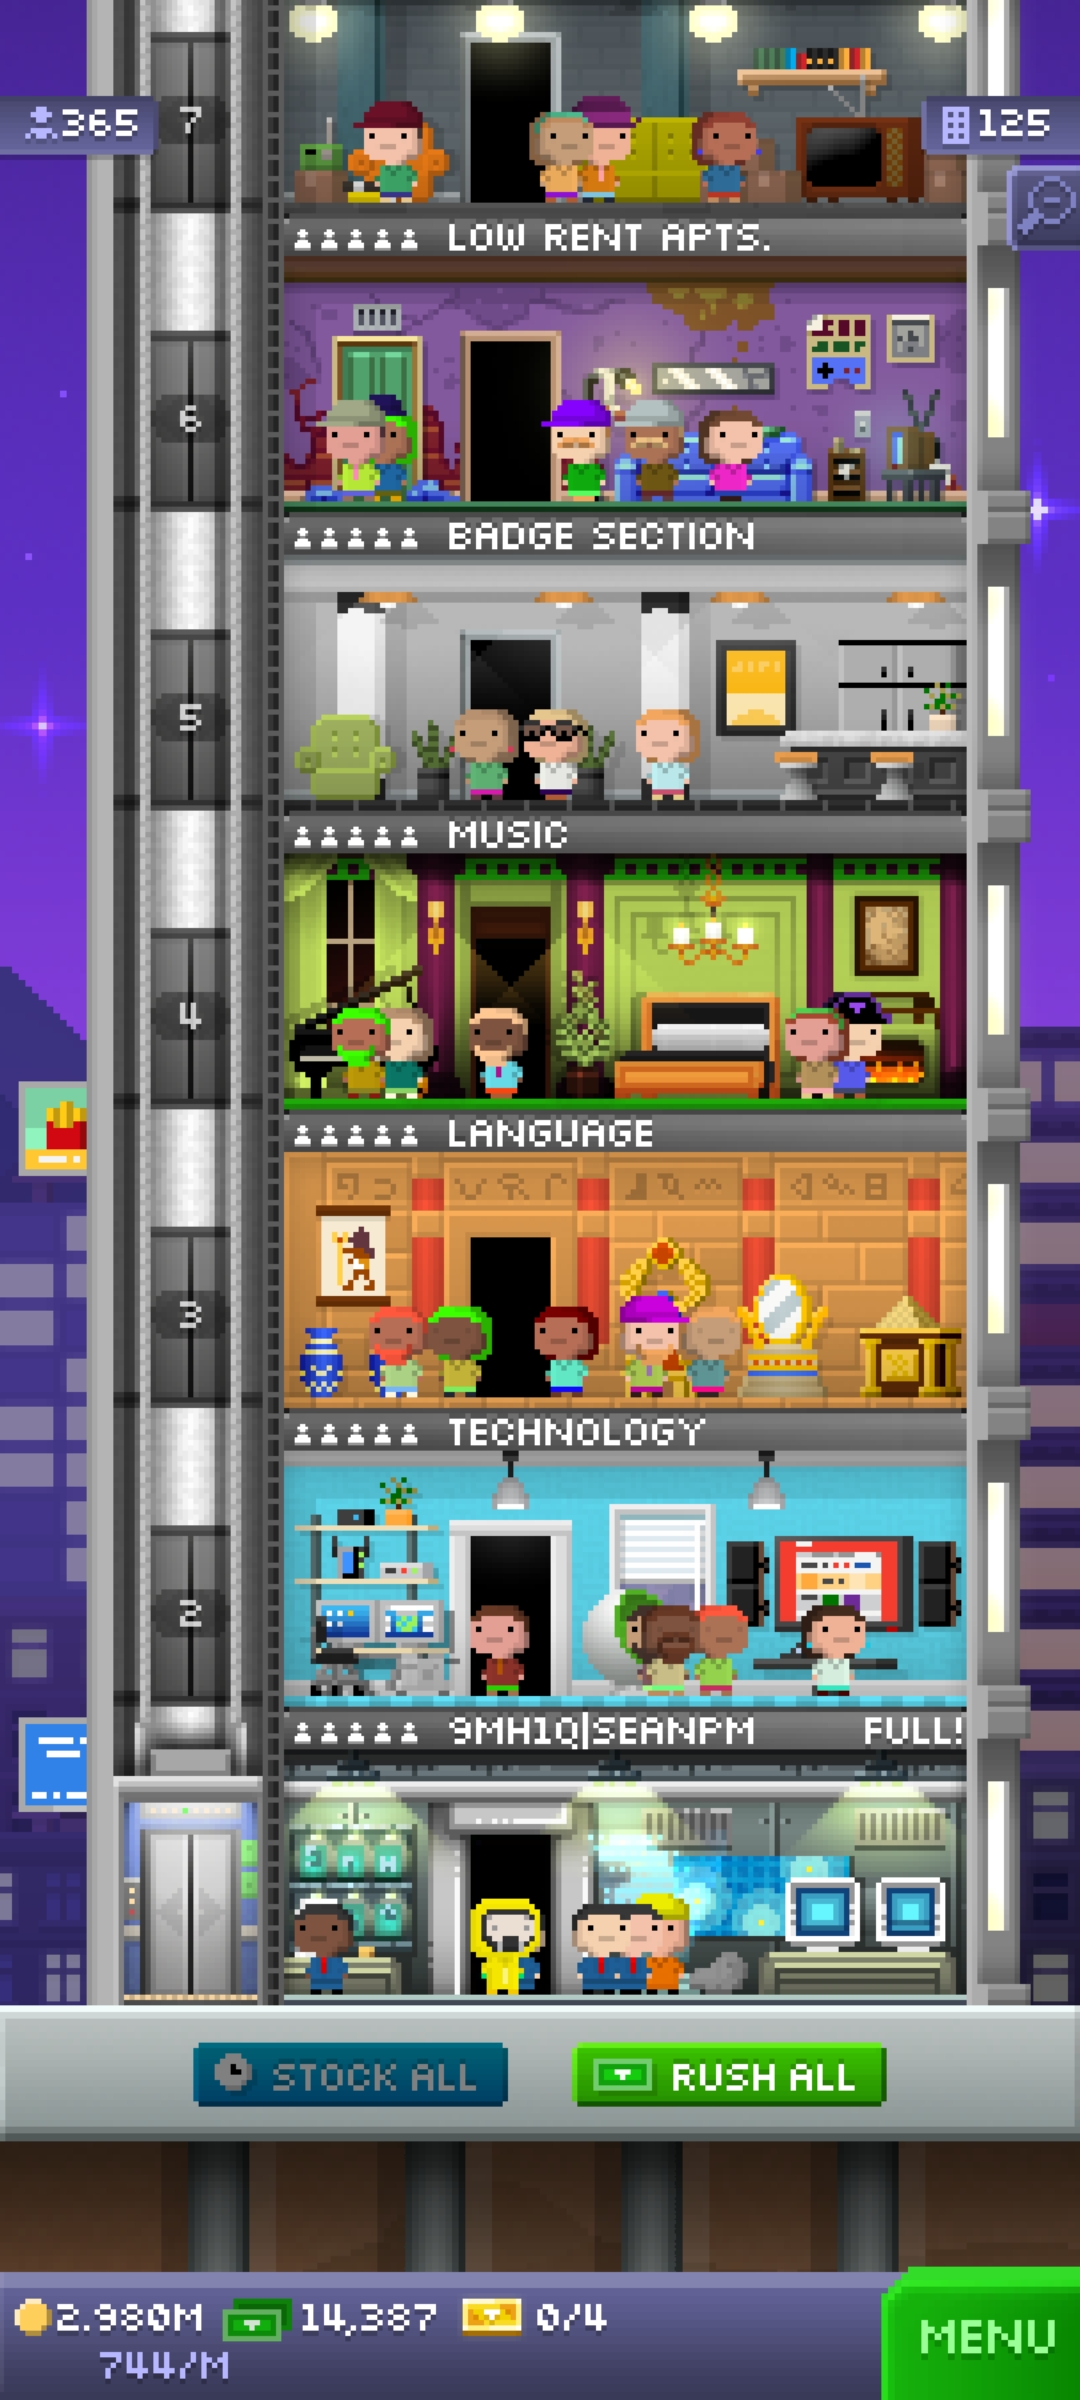 365
7
125
LOW RENT APTS.
6
BADGE SECTION
5
MUSIC
4
LANGUAGE
3
TECHNOLOGY
2
9MH1Q|SEANPM FULL!
STOCK ALL
RUSH ALL
2.980M 14,387 0/4
744/M
MENU